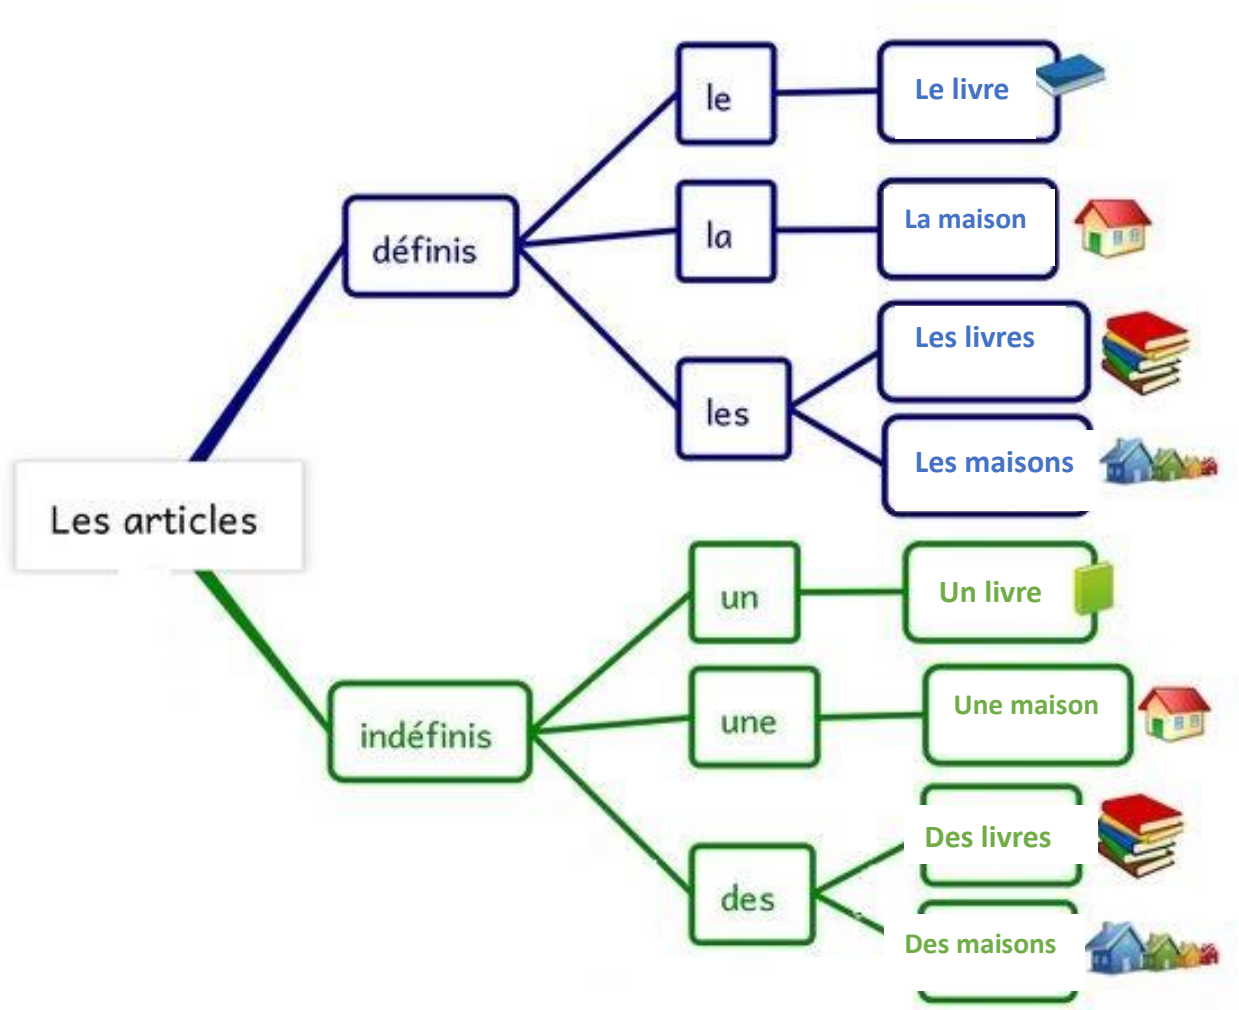 Les articles
définis
le
Le livre
la
La maison
les
Les livres
Les maisons
indéfinis
un
Un livre
une
Une maison
des
Des livres
Des maisons